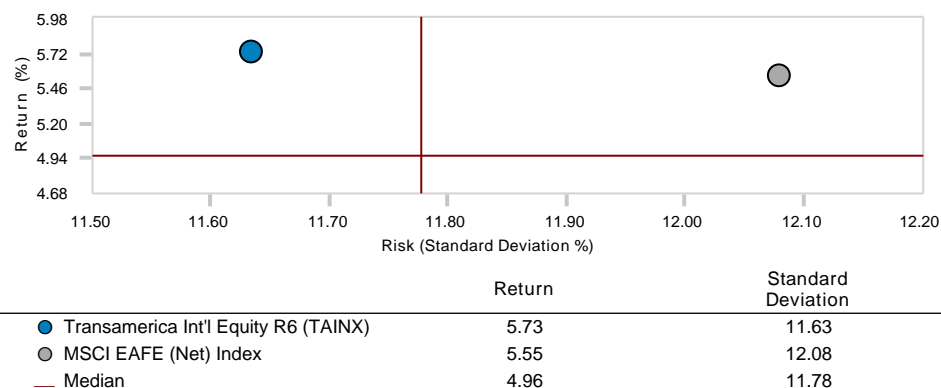 5.98
5.72
5.46
5.20
4.94
4.68
Return (%)
11.50 11.60 11.70 11.80 11.90 12.00 12.10 12.20
Risk (Standard Deviation %)
Return Standard Deviation
Transamerica Int'l Equity R6 (TAINX) 5.73 11.63
MSCI EAFE (Net) Index 5.55 12.08
Median 4.96 11.78